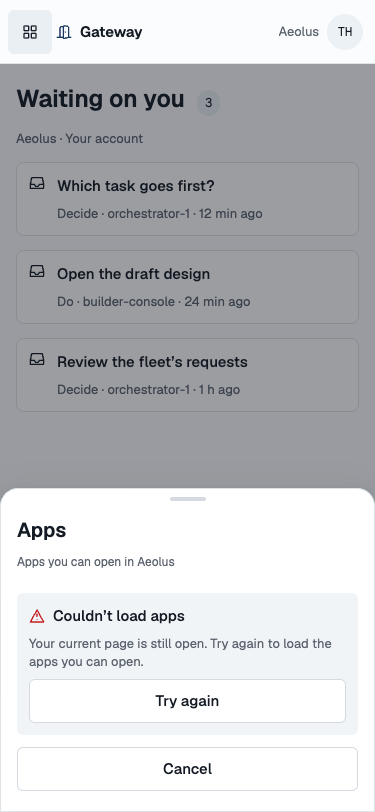 Gateway
Aeolus
TH
Waiting on you
3
Aeolus · Your account
Which task goes first?
Decide · orchestrator-1 · 12 min ago
Open the draft design
Do · builder-console · 24 min ago
Review the fleet’s requests
Decide · orchestrator-1 · 1 h ago
Apps
Apps you can open in Aeolus
Couldn’t load apps
Your current page is still open. Try again to load the
apps you can open.
Try again
Cancel